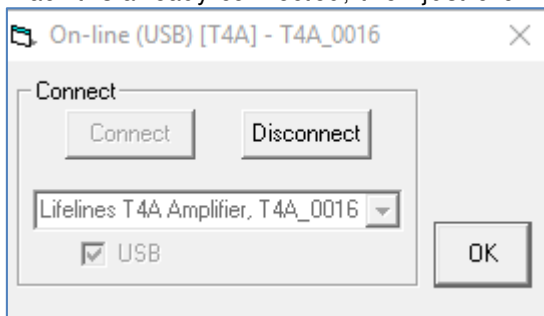 On-line (USB) [T4A] - T4A_0016
Connect
Connect Disconnect
Lifelines T4A Amplifier, T4A_0016
USB
OK